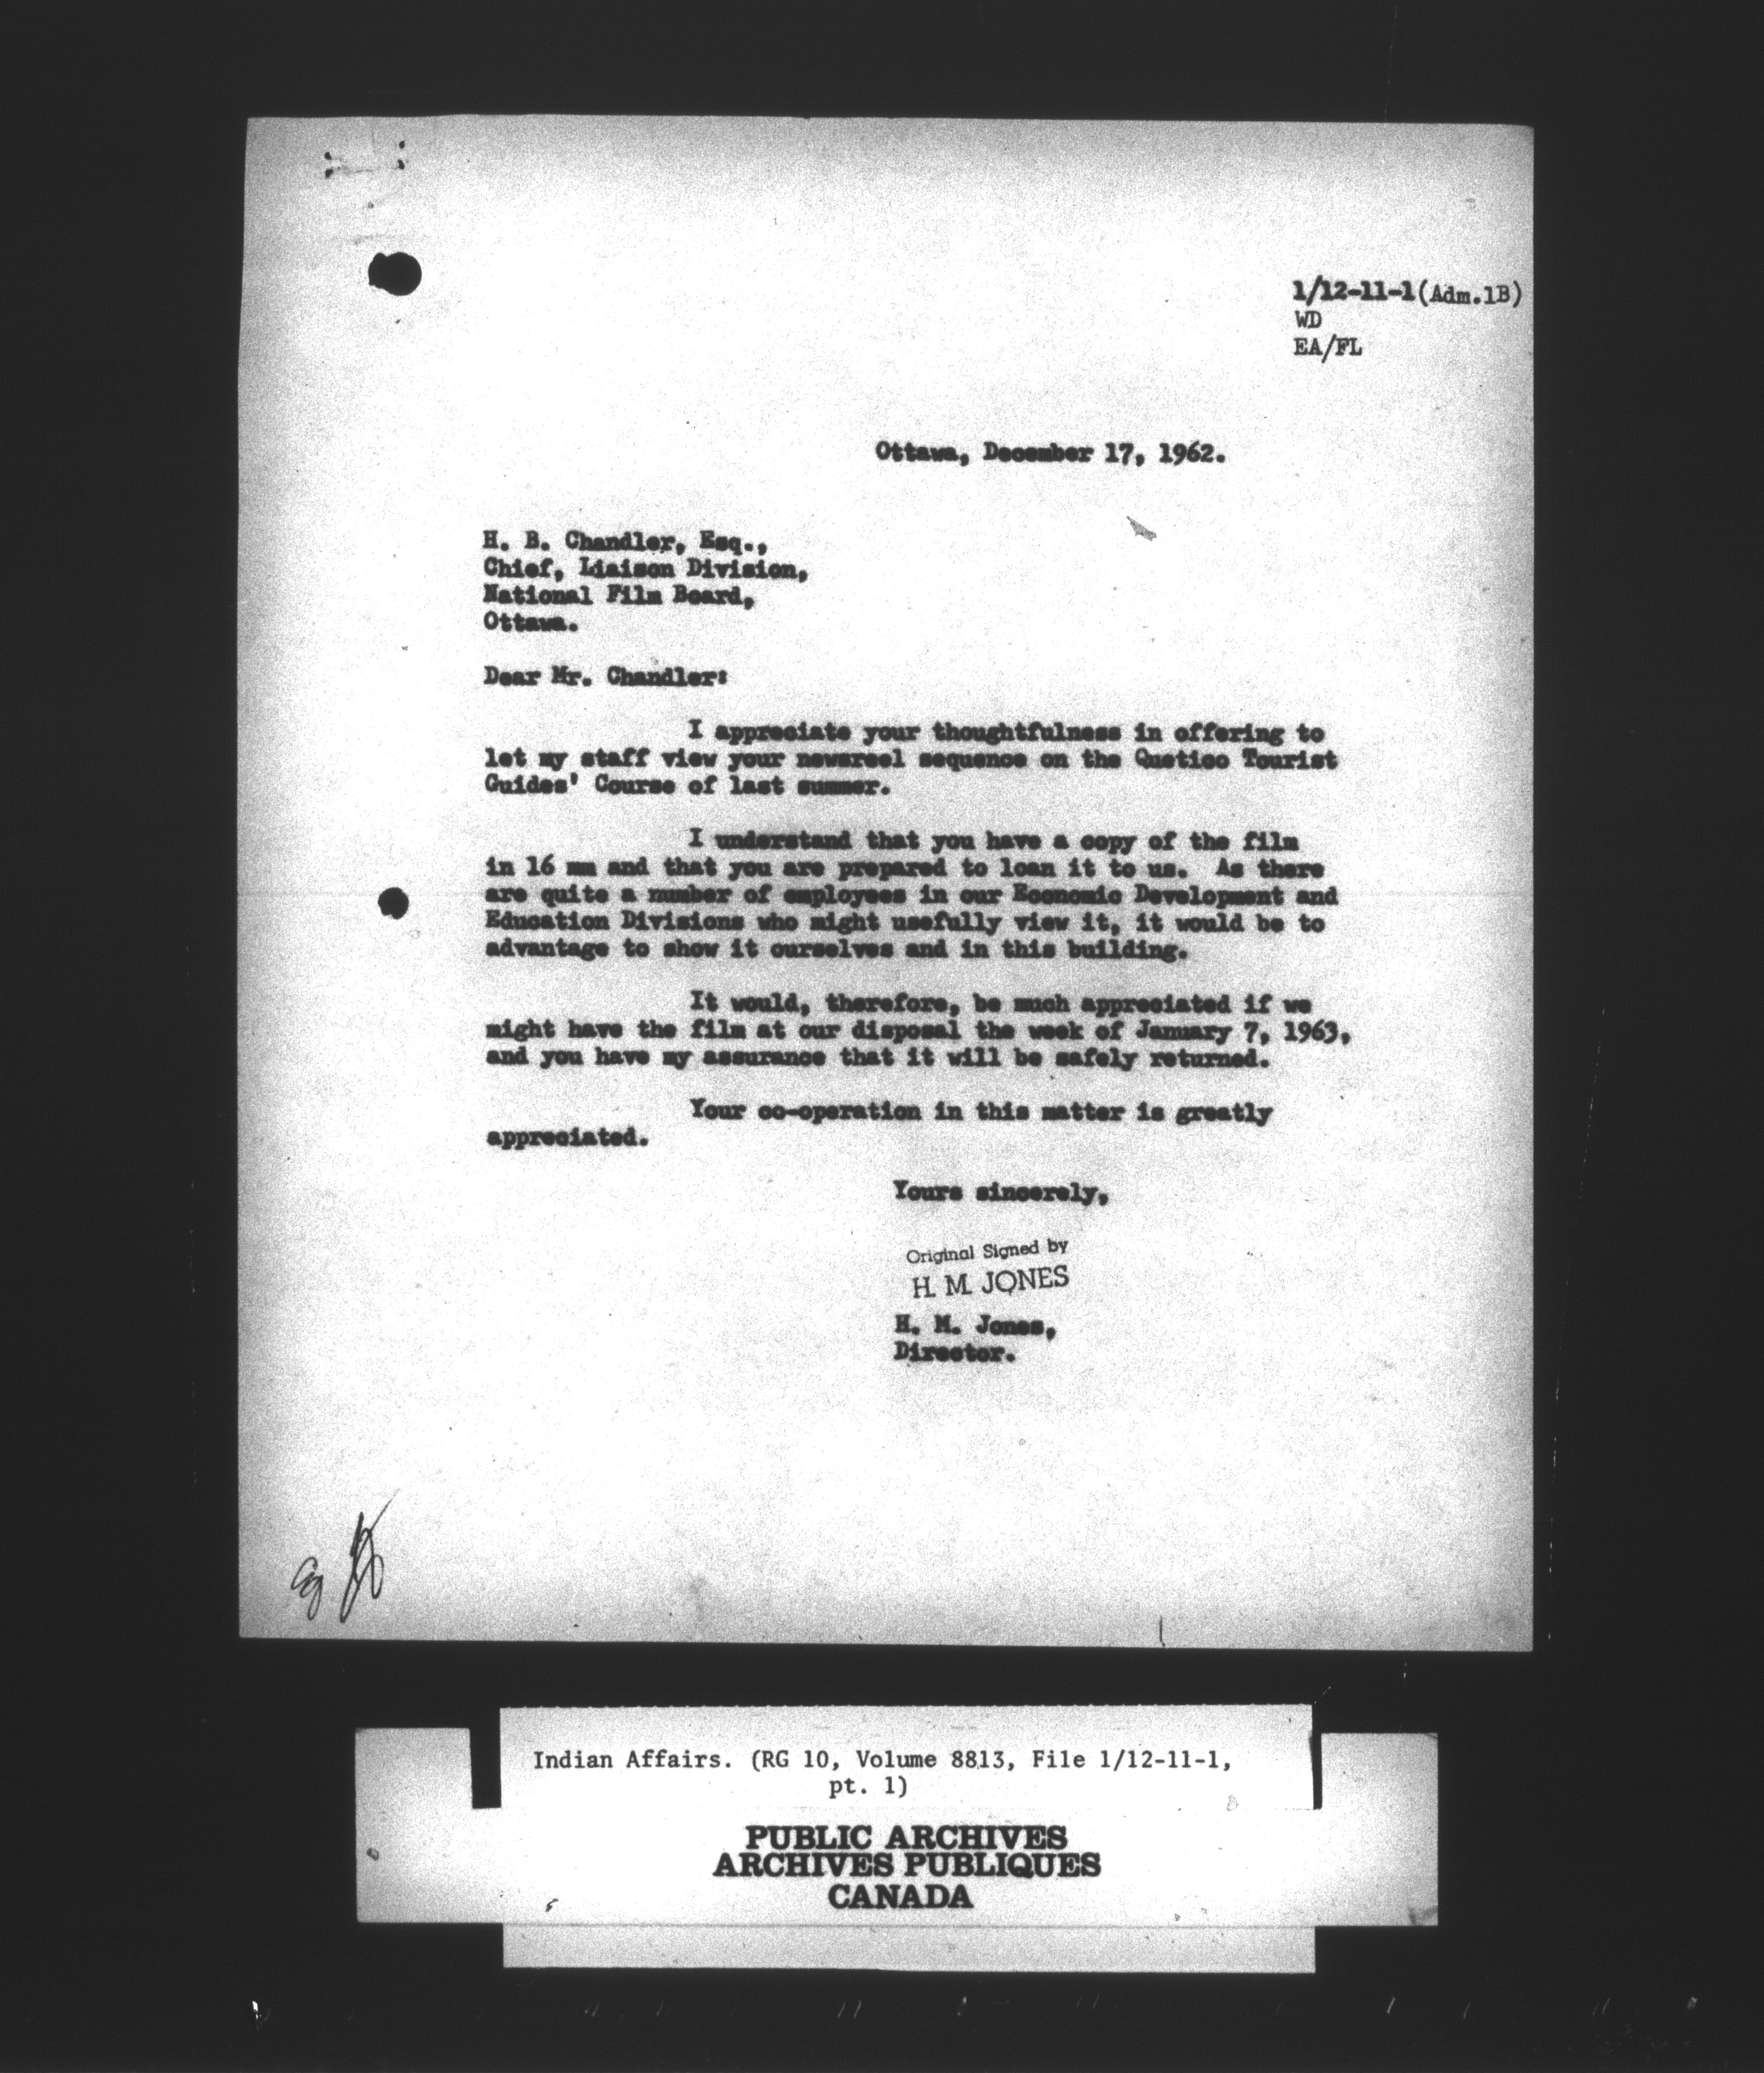 1/12-11-1(Adm.1B)
WD
EA/FL
Ottawa, December 17, 1962.
H. B. Chandler, Esq.,
Chief, Liaison Division,
National Film Board,
Ottawa.
Dear Mr. Chandler:
I appreciate your thoughtfulness in offering to
let my staff view your newsreel sequence on the Quetico Tourist
Guides' Course of last summer.
I understand that you have a copy of the film
in 16 mm and that you are prepared to loan it to us. As there
are quite a number of employees in our Economic Development and
Education Divisions who might usefully view it, it would be to
advantage to show it ourselves and in this building.
It would, therefore, be much appreciated if we
might have the film at our disposal the week of January 7, 1963,
and you have my assurance that it will be safely returned.
Your co-operation in this matter is greatly
appreciated.
Yours sincerely,
Original Signed by
H. M. JONES
H. M. Jones,
Director.
Indian Affairs. (RG 10, Volume 8813, File 1/12-11-1,
pt. 1)
PUBLIC ARCHIVES
ARCHIVES PUBLIQUES
CANADA